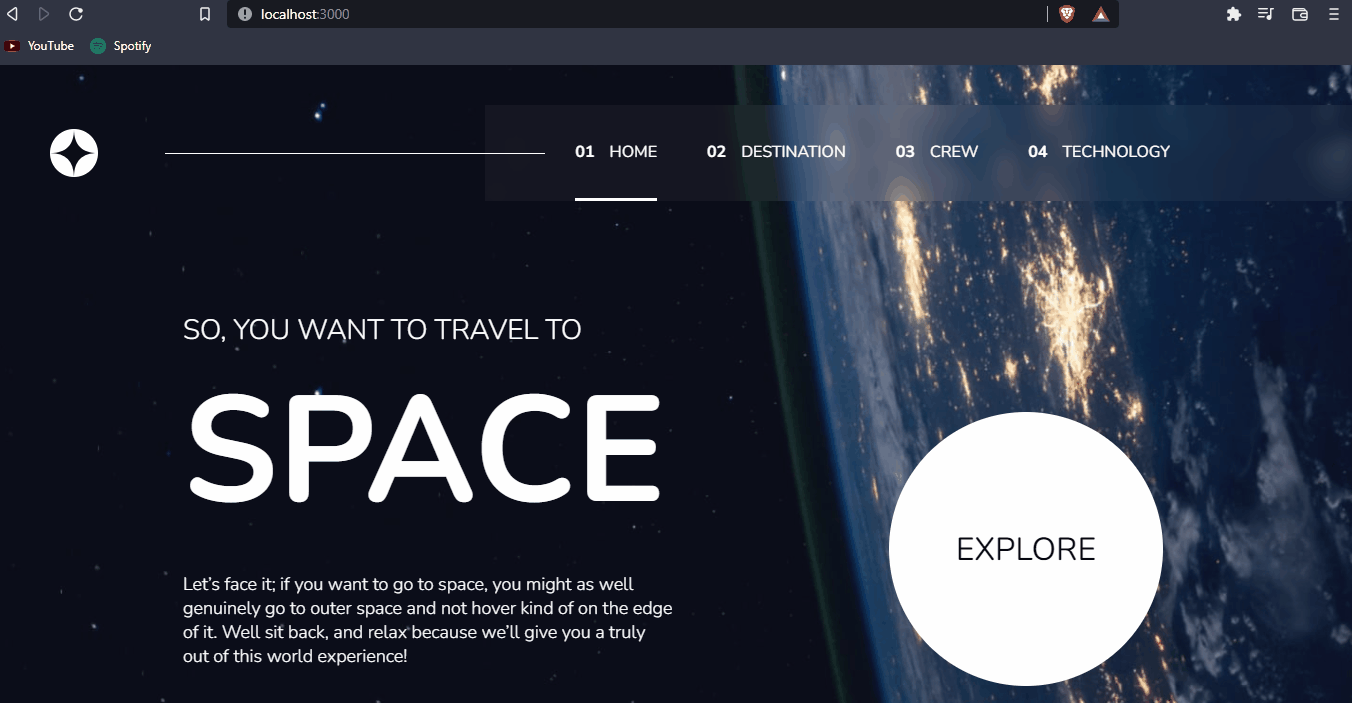 localhost:3000
YouTube Spotify
01 HOME 02 DESTINATION 03 CREW 04 TECHNOLOGY
SO, YOU WANT TO TRAVEL TO
SPACE
Let’s face it; if you want to go to space, you might as well
genuinely go to outer space and not hover kind of on the edge
of it. Well sit back, and relax because we’ll give you a truly
out of this world experience!
EXPLORE